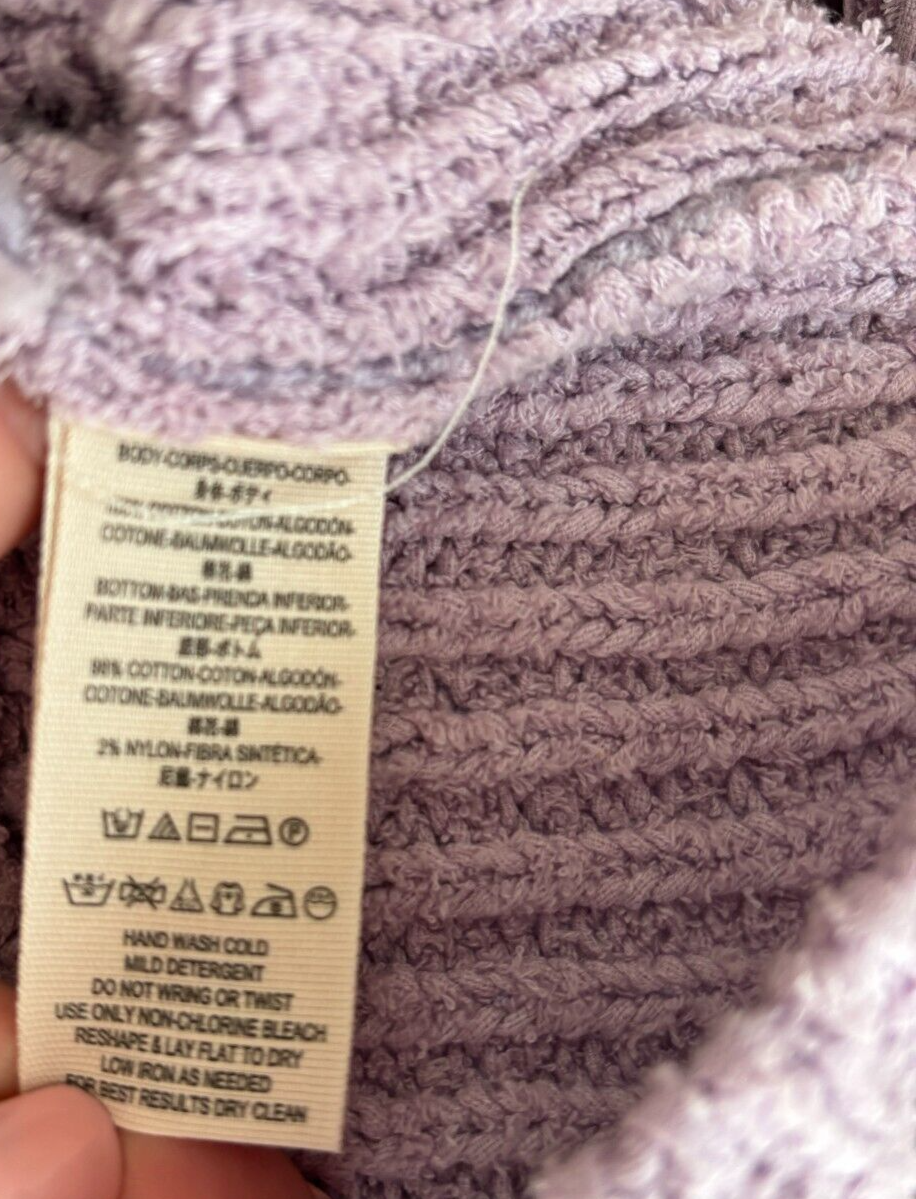 BODY-CORPS-CUERPO-CORPO-
身体-ボディ
COTTON-COTON-ALGODÓN-
COTONE-BAUMWOLLE-ALGODÃO-
棉花-綿
BOTTOM-BAS-PRENDA INFERIOR-
PARTE INFERIORE-PEÇA INFERIOR-
底部-ボトム
98% COTTON-COTON-ALGODÓN-
COTONE-BAUMWOLLE-ALGODÃO-
棉花-綿
2% NYLON-FIBRA SINTÉTICA-
尼龍-ナイロン
HAND WASH COLD
MILD DETERGENT
DO NOT WRING OR TWIST
USE ONLY NON-CHLORINE BLEACH
RESHAPE & LAY FLAT TO DRY
LOW IRON AS NEEDED
FOR BEST RESULTS DRY CLEAN